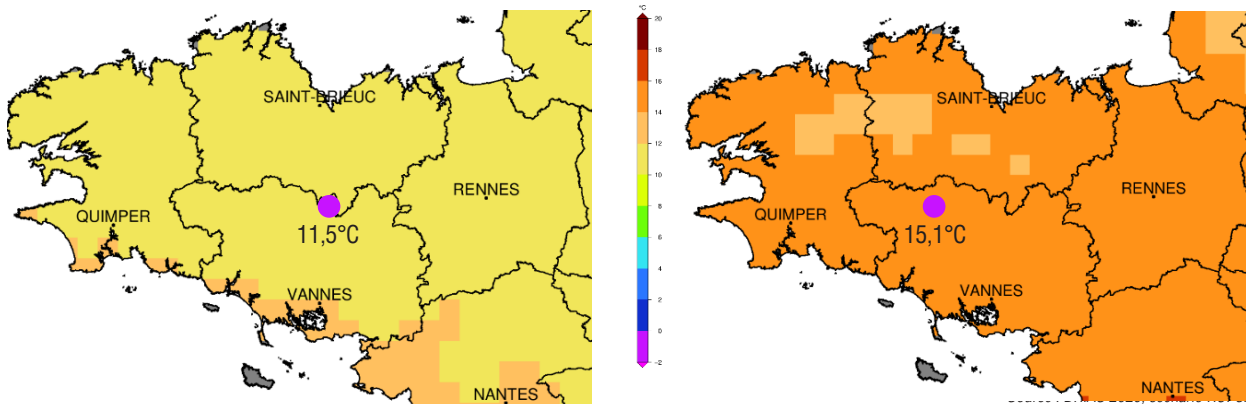 SAINT-BRIEUC
RENNES
QUIMPER
11,5°C
VANNES
NANTES
°C
20
18
16
14
12
10
8
6
4
2
0
−2
SAINT-BRIEUC
RENNES
QUIMPER
15,1°C
VANNES
NANTES